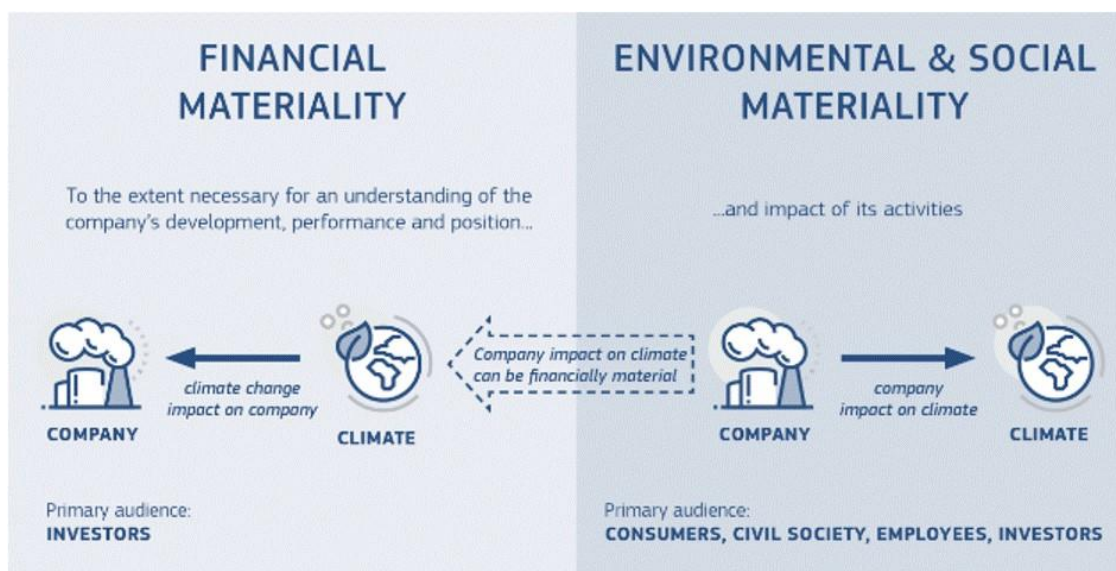 FINANCIAL
MATERIALITY
To the extent necessary for an understanding of the
company's development, performance and position...
climate change
impact on company
COMPANY
CLIMATE
Primary audience:
INVESTORS
Company impact on climate
can be financially material
ENVIRONMENTAL & SOCIAL
MATERIALITY
...and impact of its activities
company
impact on climate
COMPANY
CLIMATE
Primary audience:
CONSUMERS, CIVIL SOCIETY, EMPLOYEES, INVESTORS